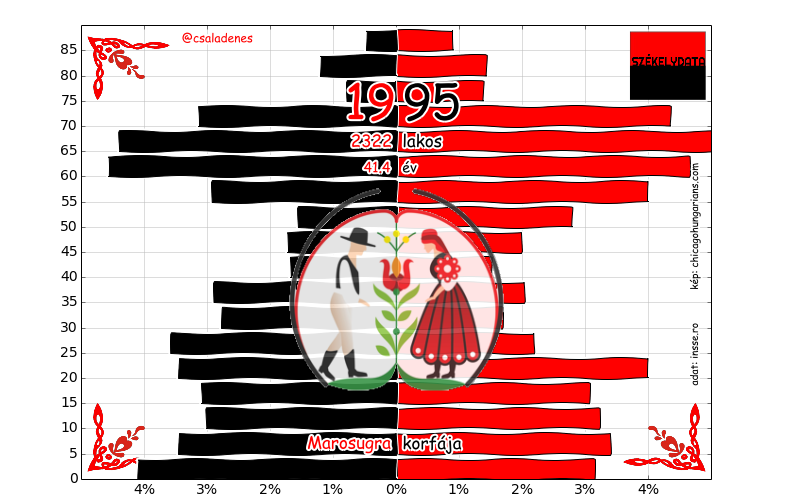 @csaladenes
SZÉKELYDATA
1995
2322 lakos
41,4 év
kép: chicagohungarians.com
adat: insse.ro
Marosugra korfája
85
80
75
70
65
60
55
50
45
40
35
30
25
20
15
10
5
0
4% 3% 2% 1% 0% 1% 2% 3% 4%